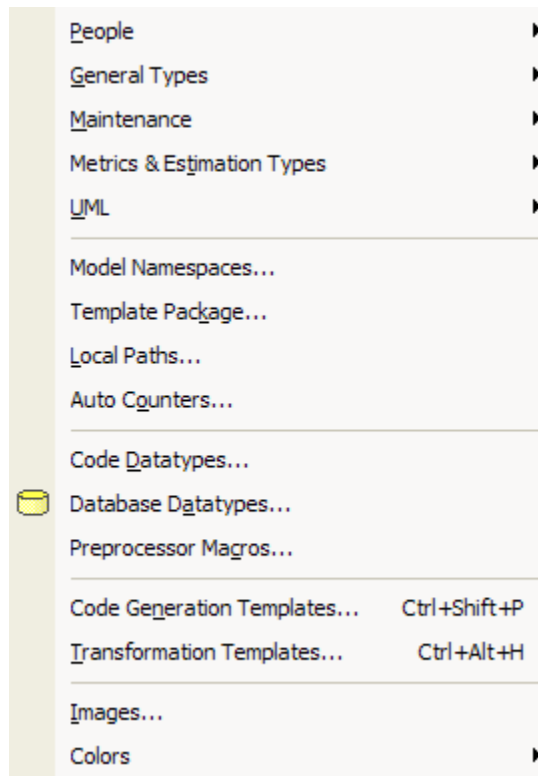 People
General Types
Maintenance
Metrics & Estimation Types
UML
Model Namespaces...
Template Package...
Local Paths...
Auto Counters...
Code Datatypes...
Database Datatypes...
Preprocessor Macros...
Code Generation Templates... Ctrl+Shift+P
Transformation Templates... Ctrl+Alt+H
Images...
Colors